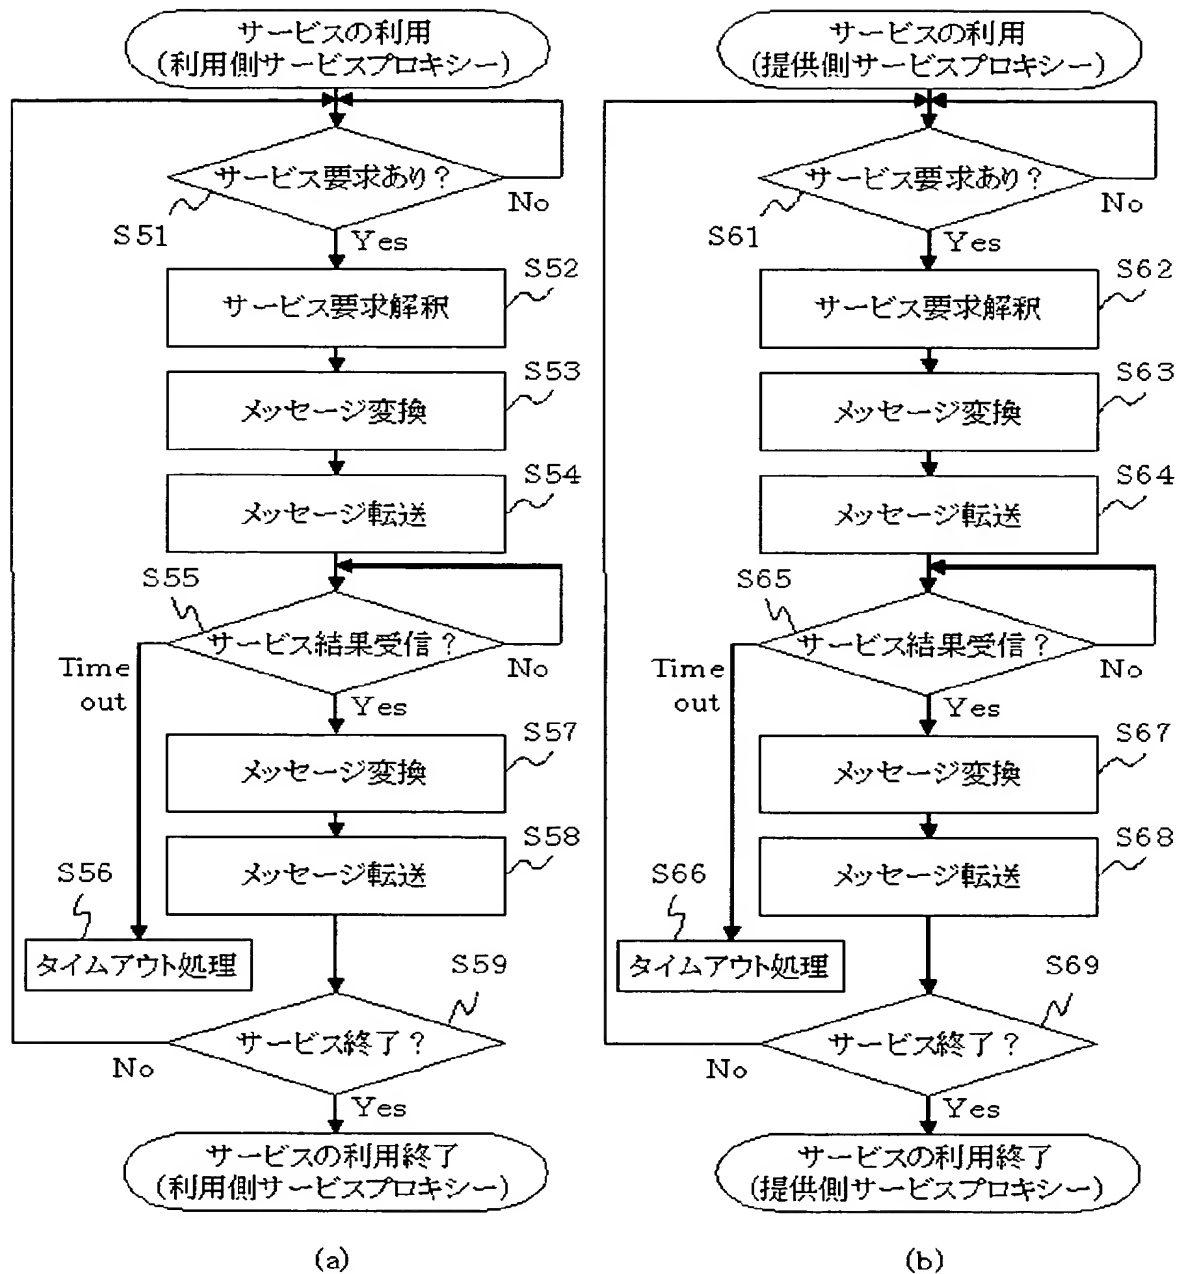 サービスの利用
(利用側サービスプロキシー)
サービス要求あり?
No
S51
Yes
S52
サービス要求解釈
S53
メッセージ変換
S54
メッセージ転送
S55
サービス結果受信?
No
Time
out
Yes
S57
メッセージ変換
S58
メッセージ転送
S56
タイムアウト処理
S59
サービス終了?
No
Yes
サービスの利用終了
(利用側サービスプロキシー)
(a)
サービスの利用
(提供側サービスプロキシー)
サービス要求あり?
No
S61
Yes
S62
サービス要求解釈
S63
メッセージ変換
S64
メッセージ転送
S65
サービス結果受信?
No
Time
out
Yes
S67
メッセージ変換
S68
メッセージ転送
S66
タイムアウト処理
S69
サービス終了?
No
Yes
サービスの利用終了
(提供側サービスプロキシー)
(b)